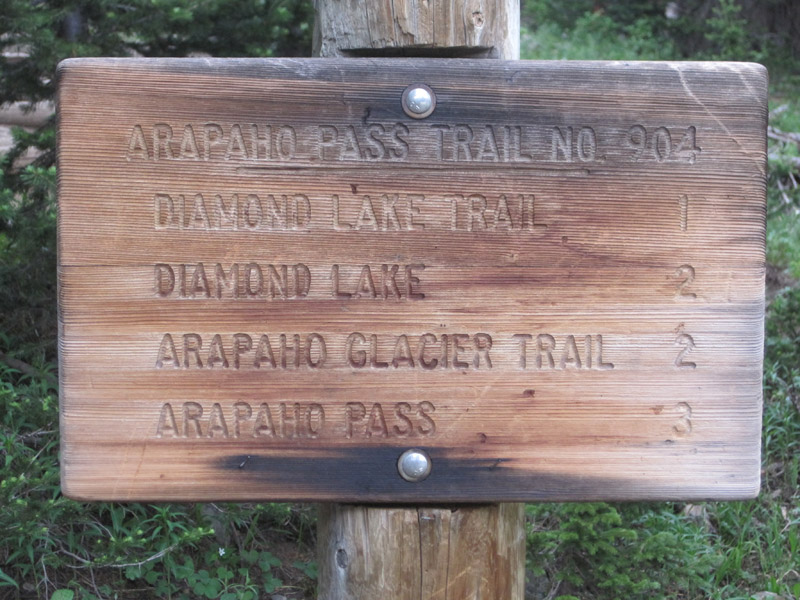 ARAPAHO PASS TRAIL NO. 904
DIAMOND LAKE TRAIL 1
DIAMOND LAKE 2
ARAPAHO GLACIER TRAIL 2
ARAPAHO PASS 3